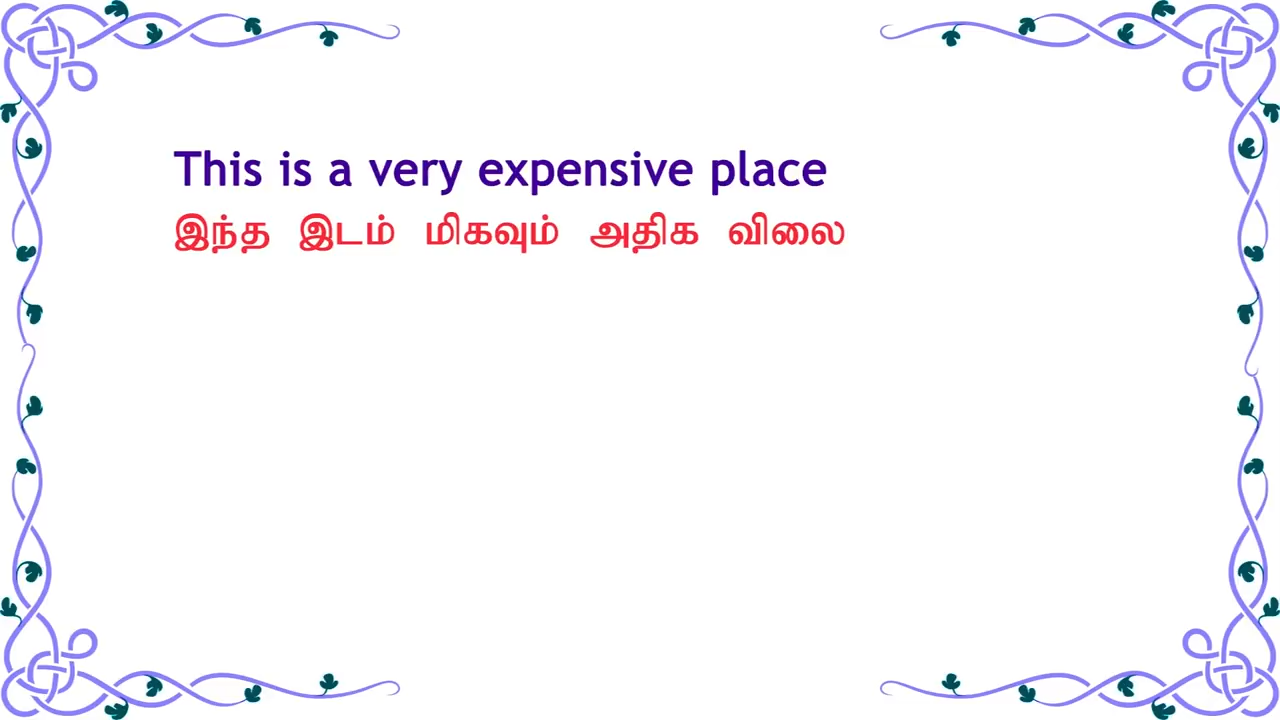 This is a very expensive place
இந்த இடம் மிகவும் அதிக விலை